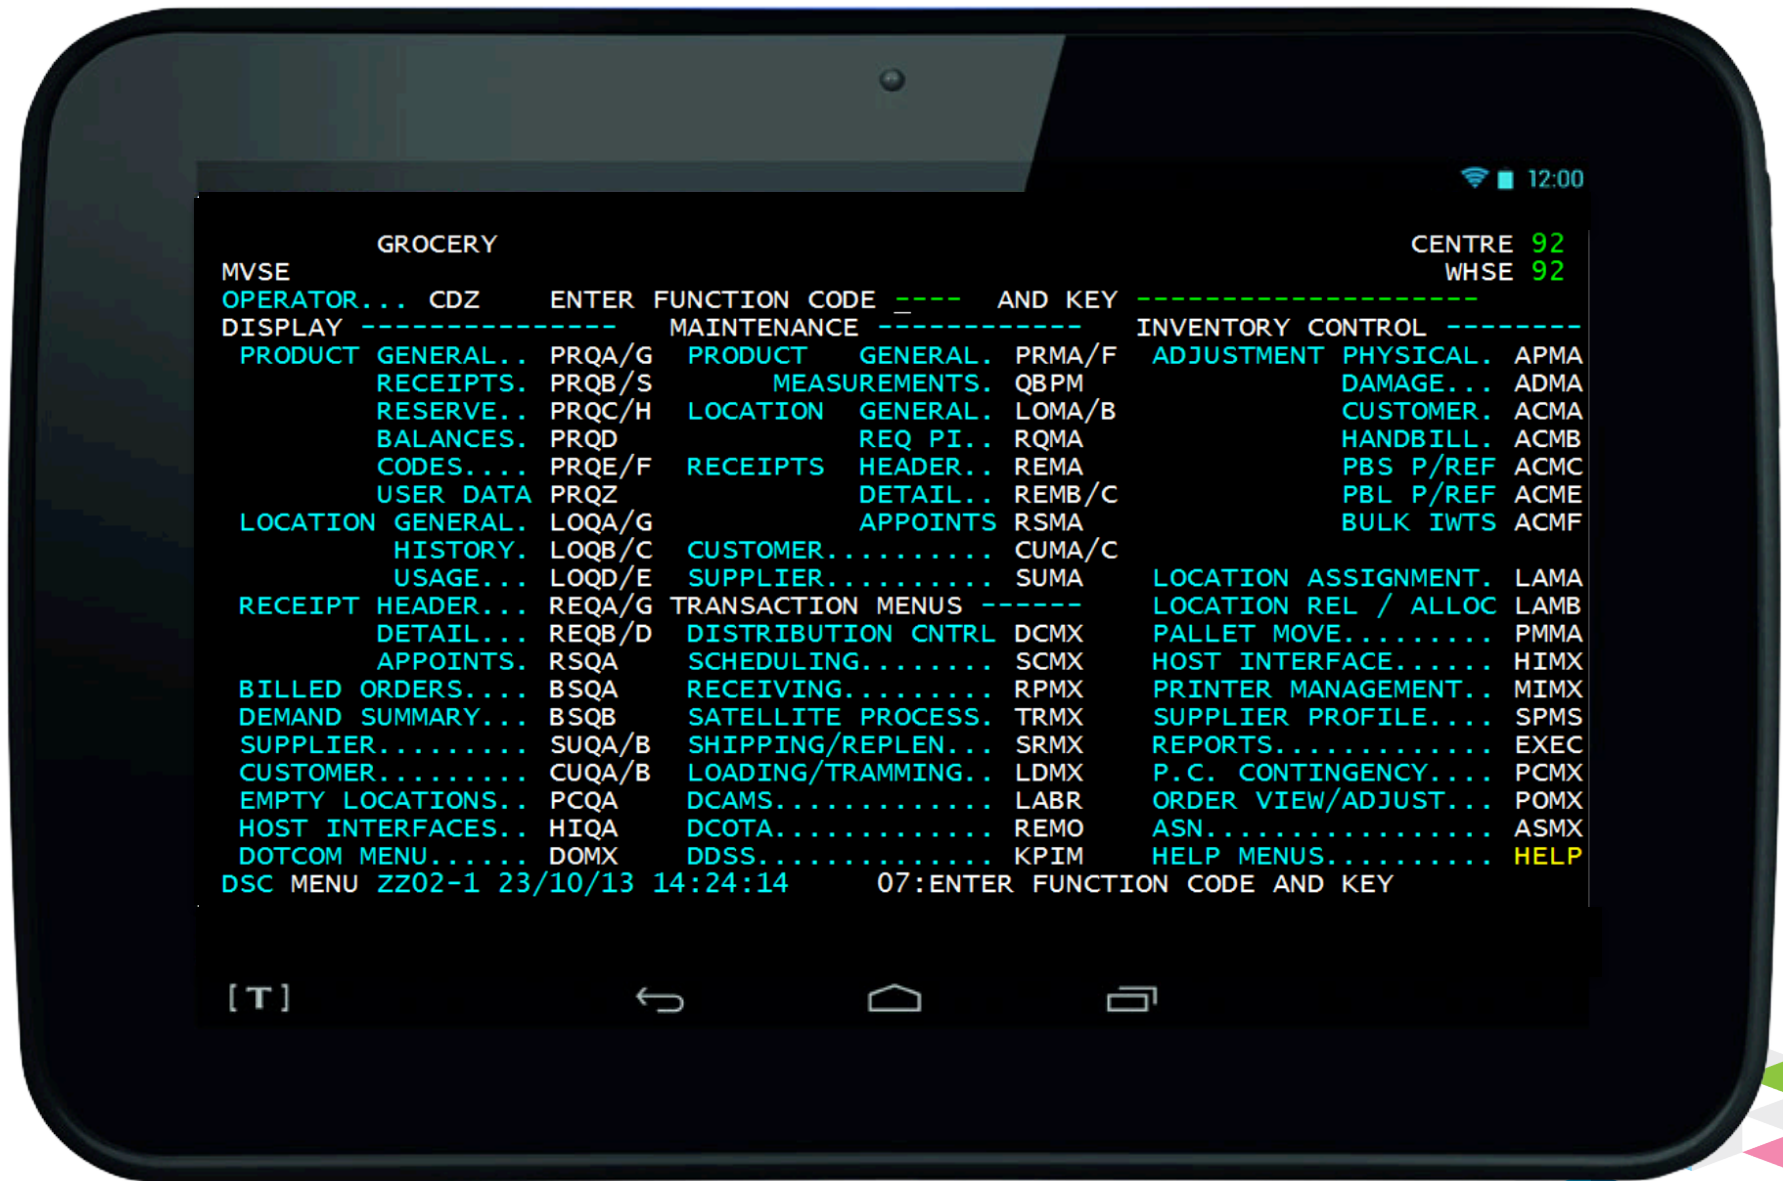 12:00
GROCERY CENTRE 92
MVSE WHSE 92
OPERATOR... CDZ ENTER FUNCTION CODE ---- AND KEY --------------------
DISPLAY --------------- MAINTENANCE ------------ INVENTORY CONTROL --------
PRODUCT GENERAL.. PRQA/G PRODUCT GENERAL. PRMA/F ADJUSTMENT PHYSICAL. APMA
RECEIPTS. PRQB/S MEASUREMENTS. QBPM DAMAGE... ADMA
RESERVE.. PRQC/H LOCATION GENERAL. LOMA/B CUSTOMER. ACMA
BALANCES. PRQD REQ PI.. RQMA HANDBILL. ACMB
CODES.... PRQE/F RECEIPTS HEADER.. REMA PBS P/REF ACMC
USER DATA PRQZ DETAIL.. REMB/C PBL P/REF ACME
LOCATION GENERAL. LOQA/G APPOINTS RSMA BULK IWTS ACMF
HISTORY. LOQB/C CUSTOMER.......... CUMA/C
USAGE... LOQD/E SUPPLIER.......... SUMA LOCATION ASSIGNMENT. LAMA
RECEIPT HEADER... REQA/G TRANSACTION MENUS ------ LOCATION REL / ALLOC LAMB
DETAIL... REQB/D DISTRIBUTION CNTRL DCMX PALLET MOVE......... PMMA
APPOINTS. RSQA SCHEDULING........ SCMX HOST INTERFACE...... HIMX
BILLED ORDERS.... BSQA RECEIVING......... RPMX PRINTER MANAGEMENT.. MIMX
DEMAND SUMMARY... BSQB SATELLITE PROCESS. TRMX SUPPLIER PROFILE.... SPMS
SUPPLIER......... SUQA/B SHIPPING/REPLEN... SRMX REPORTS............. EXEC
CUSTOMER......... CUQA/B LOADING/TRAMMING.. LDMX P.C. CONTINGENCY.... PCMX
EMPTY LOCATIONS.. PCQA DCAMS............. LABR ORDER VIEW/ADJUST... POMX
HOST INTERFACES.. HIQA DCOTA............. REMO ASN................. ASMX
DOTCOM MENU...... DOMX DDSS.............. KPIM HELP MENUS.......... HELP
DSC MENU ZZ02-1 23/10/13 14:24:14 07:ENTER FUNCTION CODE AND KEY
[T]